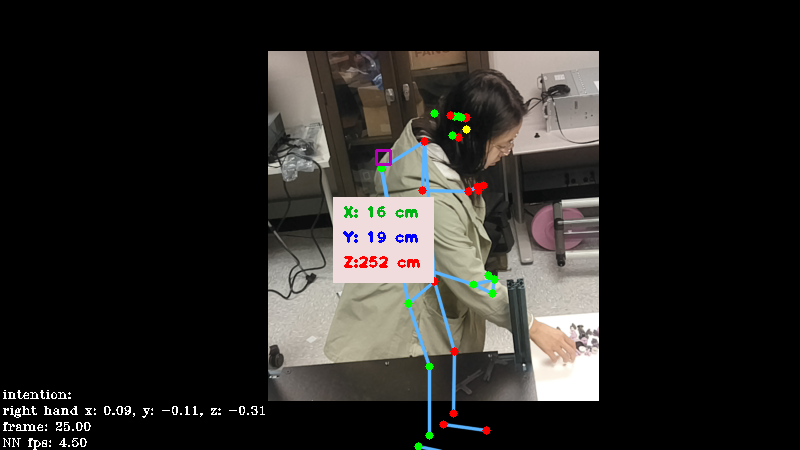 PANA
X: 16 cm
Y: 19 cm
Z:252 cm
intention:
right hand x: 0.09, y: -0.11, z: -0.31
frame: 25.00
NN fps: 4.50